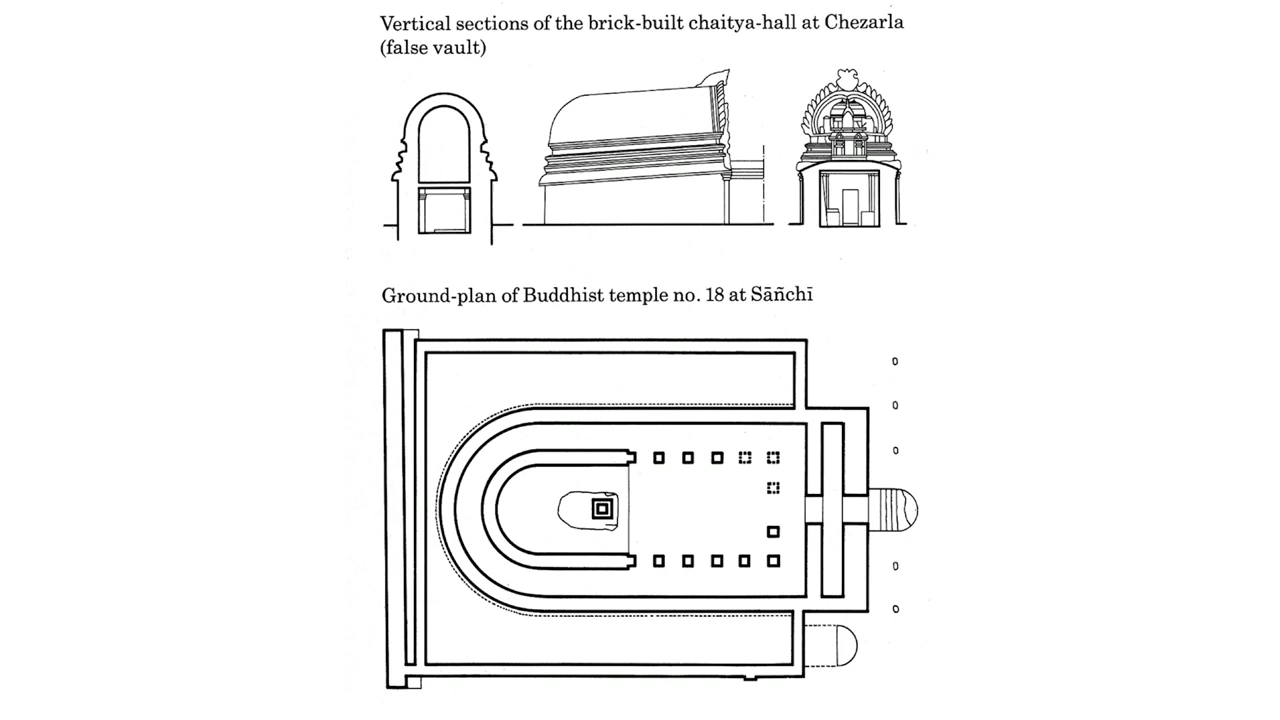 Vertical sections of the brick-built chaitya-hall at Chezarla
(false vault)
Ground-plan of Buddhist temple no. 18 at Sāñchī